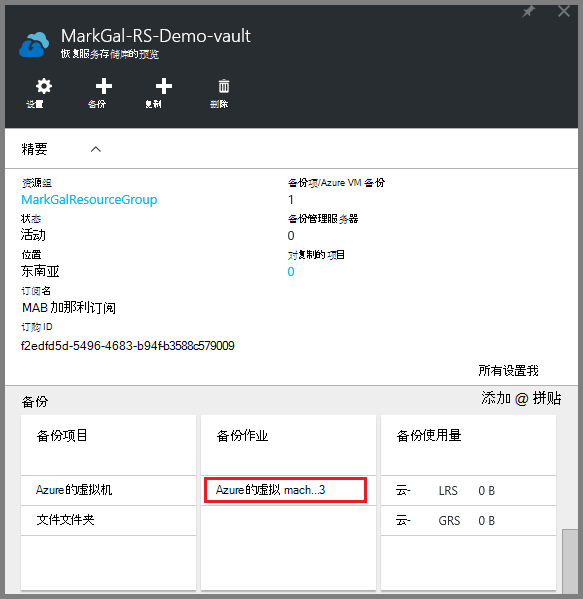 MarkGal-RS-Demo-vault
恢复服务存储库的预览
设置 备份 复制 删除
精要
资源组
MarkGalResourceGroup
状态
活动
位置
东南亚
订阅名
MAB 加那利订阅
订购 ID
f2edfd5d-5496-4683-b94fb3588c579009
备份项/Azure VM 备份
1
备份管理服务器
0
对复制的项目
0
所有设置我
备份
添加 @ 拼贴
备份项目
Azure的虚拟机
文件文件夹
备份作业
Azure的虚拟 mach...3
备份使用量
云- LRS 0 B
云- GRS 0 B